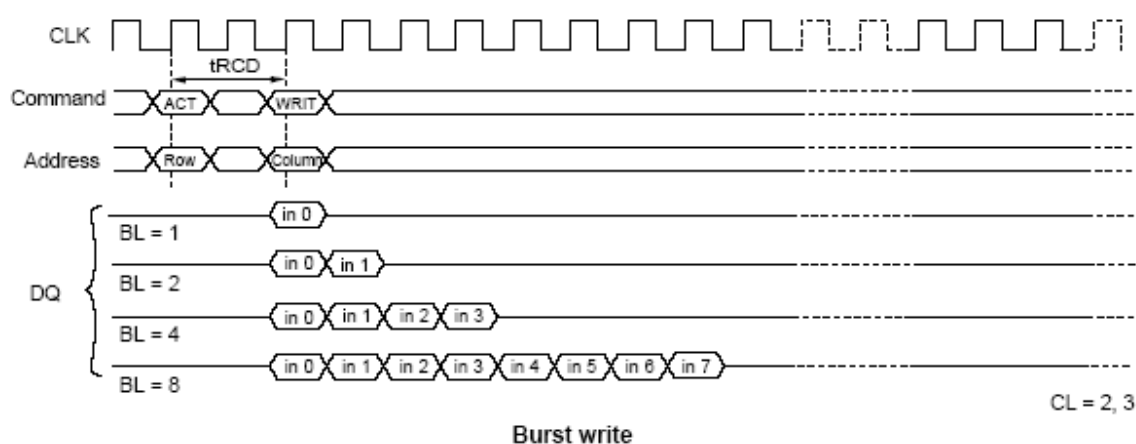 CLK
tRCD
Command ACT WRIT
Address Row Column
in 0
BL = 1
in 0 in 1
BL = 2
DQ
in 0 in 1 in 2 in 3
BL = 4
in 0 in 1 in 2 in 3 in 4 in 5 in 6 in 7
BL = 8
CL = 2, 3
Burst write